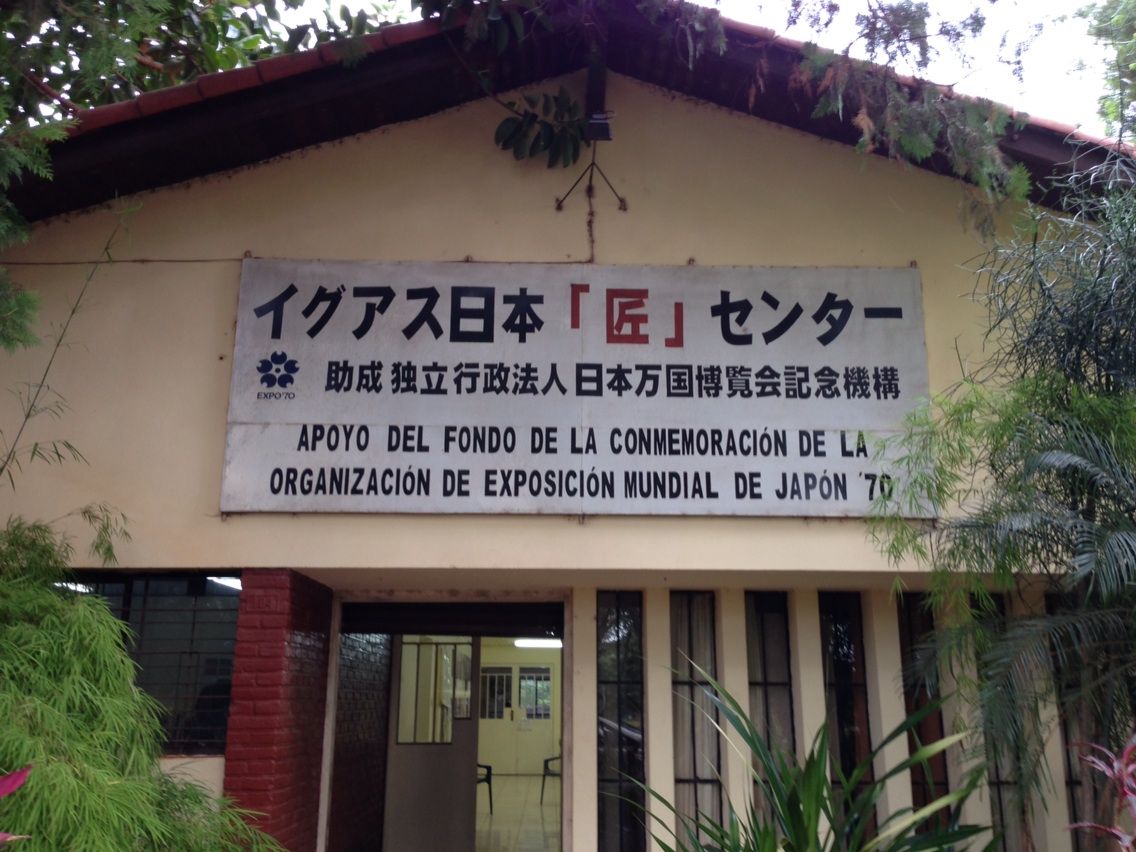 イグアス日本「匠」センター
EXPO'70
助成 独立行政法人日本万国博覧会記念機構
APOYO DEL FONDO DE LA CONMEMORACIÓN DE LA
ORGANIZACIÓN DE EXPOSICIÓN MUNDIAL DE JAPÓN '70